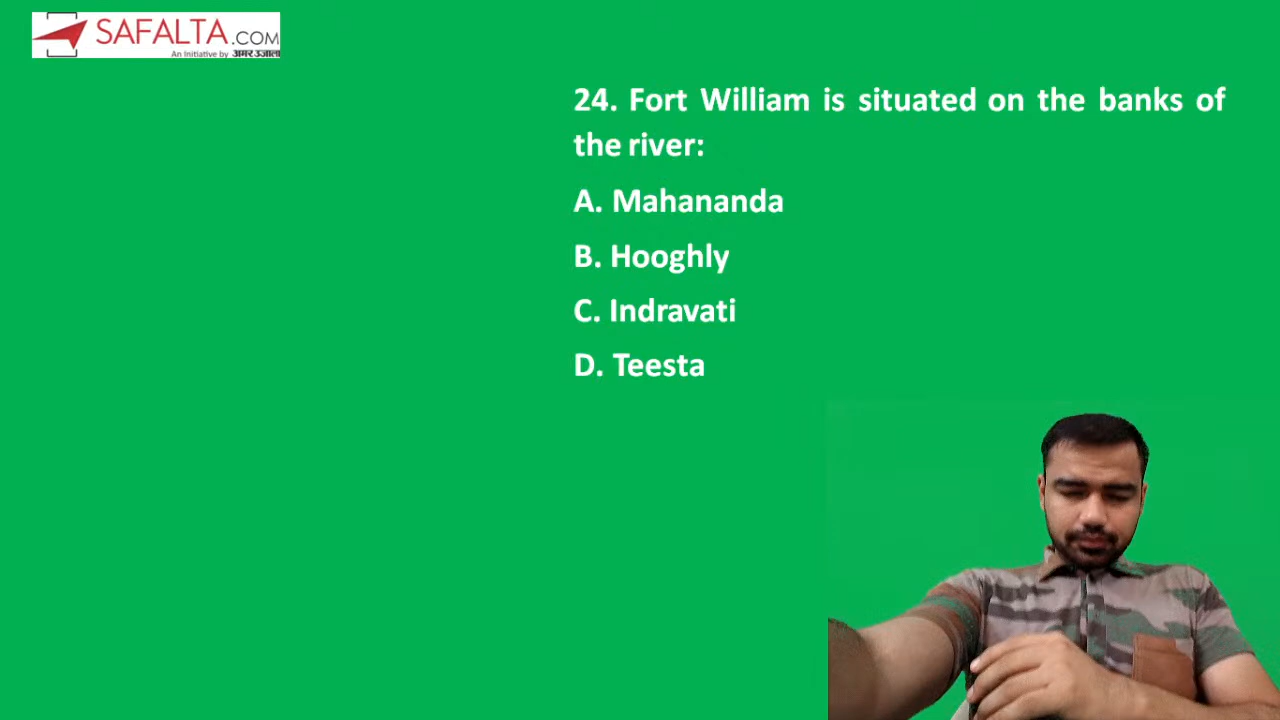 SAFALTA.COM
An Initiative by अमर उजाला
24. Fort William is situated on the banks of
the river:
A. Mahananda
B. Hooghly
C. Indravati
D. Teesta